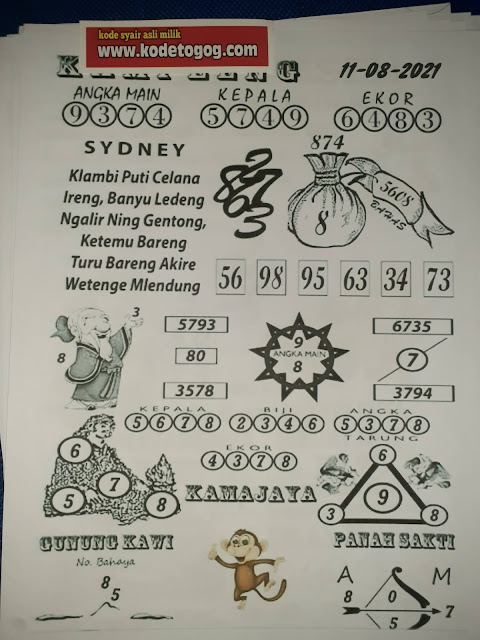 kode syair asli milik
www.kodetogog.com
11-08-2021
ANGKA MAIN
9374
KEPALA
5749
EKOR
6483
SYDNEY
Klambi Puti Celana
Ireng, Banyu Ledeng
Ngalir Ning Gentong,
Ketemu Bareng
Turu Bareng Akire
Wetenge Mlendung
874
7
8
5608
BAHAS
56 98 95 63 34 73
3
8
5793
80
3578
9
ANGKA MAIN
8
6735
7
3794
KEPALA
5678
BIJI
2346
ANGKA
5378
TARUNG
EKOR
4378
6
5 7 8
KAMAJAYA
6
9
3 8
GUNUNG KAWI
No. Bahaya
8
5
PANAH SAKTI
A M
8 0
7
5